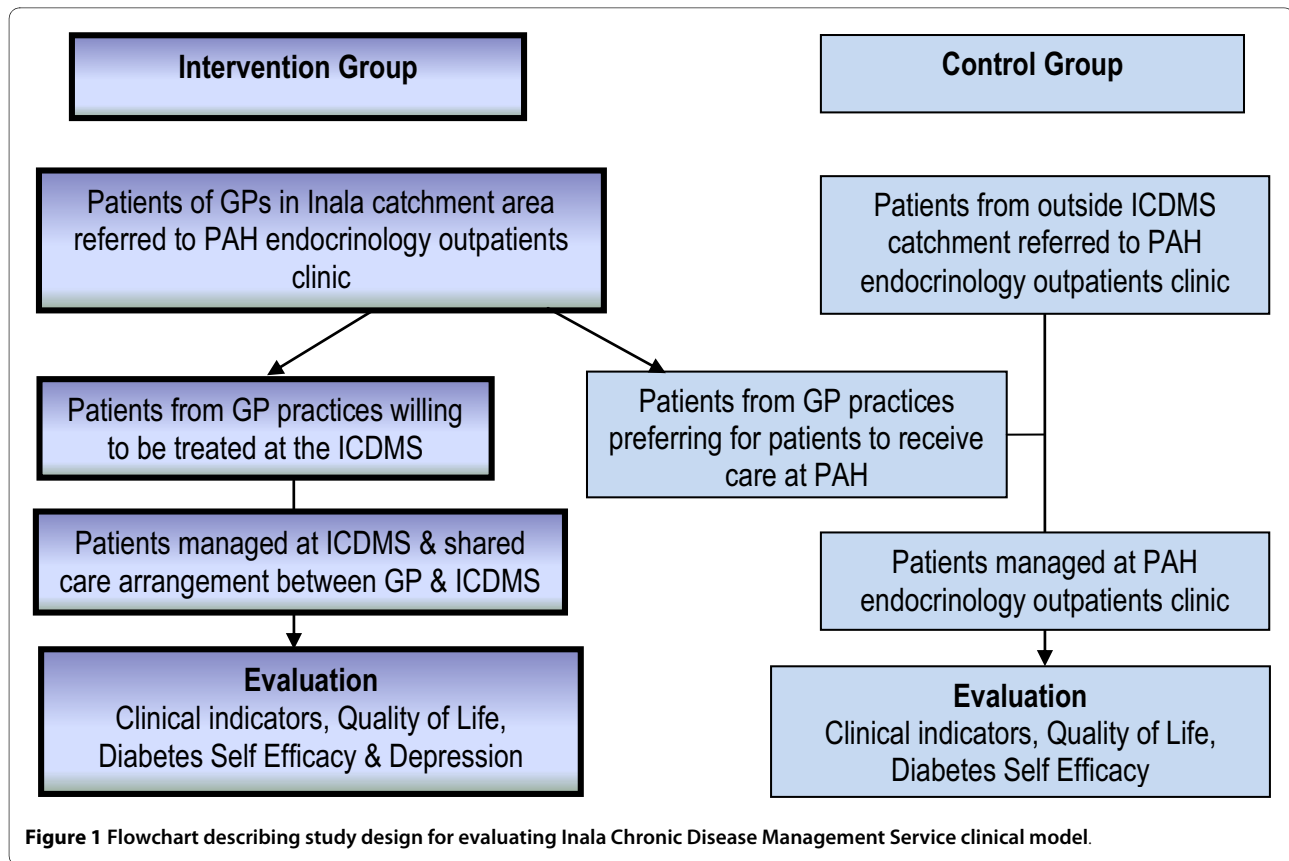 Intervention Group
Control Group
Patients of GPs in Inala catchment area
referred to PAH endocrinology outpatients
clinic
Patients from outside ICDMS
catchment referred to PAH
endocrinology outpatients clinic
Patients from GP practices willing
to be treated at the ICDMS
Patients from GP practices
preferring for patients to receive
care at PAH
Patients managed at ICDMS & shared
care arrangement between GP & ICDMS
Patients managed at PAH
endocrinology outpatients clinic
Evaluation
Clinical indicators, Quality of Life,
Diabetes Self Efficacy & Depression
Evaluation
Clinical indicators, Quality of Life,
Diabetes Self Efficacy
Figure 1 Flowchart describing study design for evaluating Inala Chronic Disease Management Service clinical model.